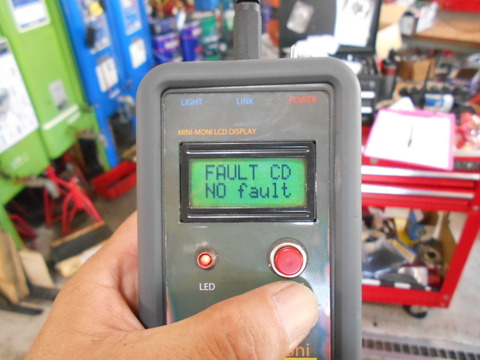 LIGHT LINK POWER
MINI-MONI LCD DISPLAY
FAULT CD
NO fault
LED